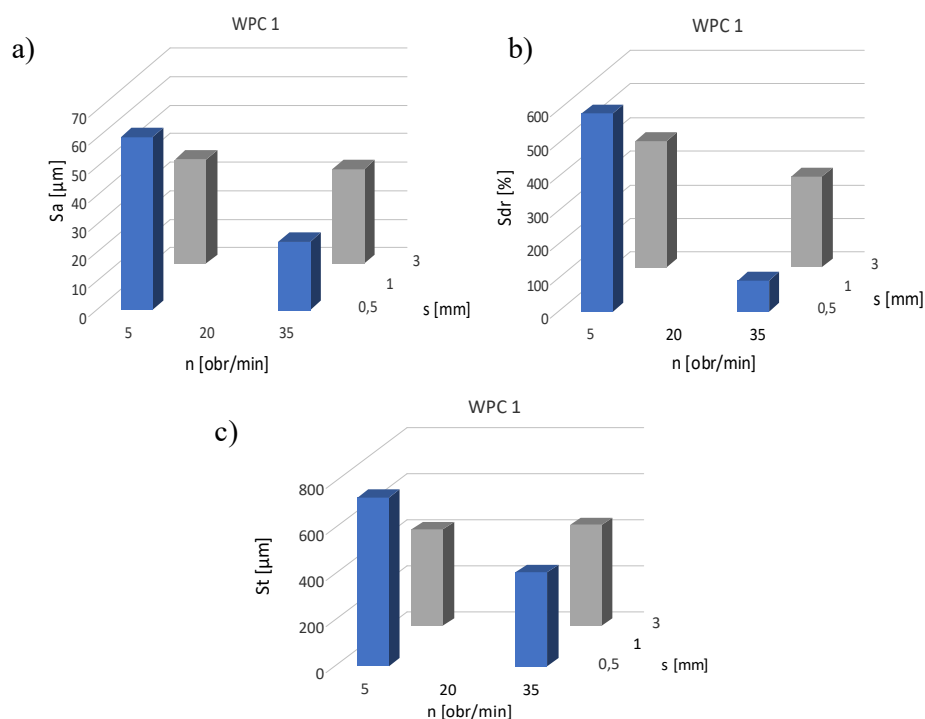 a)
WPC 1
70
60
50
40
30
20
10
0
Sa [µm]
5 20 35
n [obr/min]
0,5
1
3
s [mm]
b)
WPC 1
600
500
400
300
200
100
0
Sdr [%]
5 20 35
n [obr/min]
0,5
1
3
s [mm]
c)
WPC 1
800
600
400
200
0
St [µm]
5 20 35
n [obr/min]
0,5
1
3
s [mm]